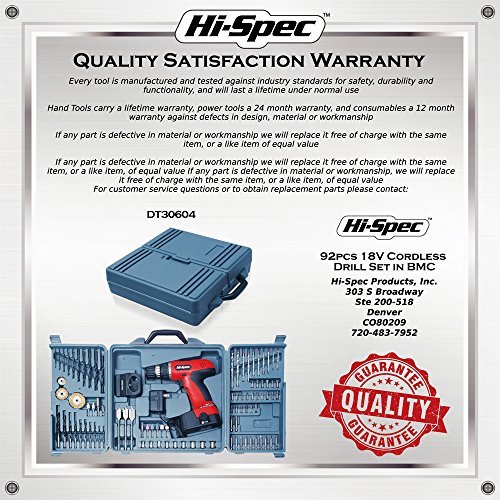 Hi-Spec™
Quality Satisfaction Warranty
Every tool is manufactured and tested against industry standards for safety, durability and
functionality, and will last a lifetime under normal use
Hand Tools carry a lifetime warranty, power tools a 24 month warranty, and consumables a 12 month
warranty against defects in design, material or workmanship
If any part is defective in material or workmanship we will replace it free of charge with the same
item, or a like item of equal value
If any part is defective in material or workmanship we will replace it free of charge with the same
item, or a like item, of equal value If any part is defective in material or workmanship, we will replace
it free of charge with the same item, or a like item, of equal value
For customer service questions or to obtain replacement parts please contact:
DT30604
Hi-Spec™
92pcs 18V Cordless
Drill Set in BMC
Hi-Spec Products, Inc.
303 S Broadway
Ste 200-518
Denver
CO80209
720-483-7952
GUARANTEE
QUALITY
GUARANTEE